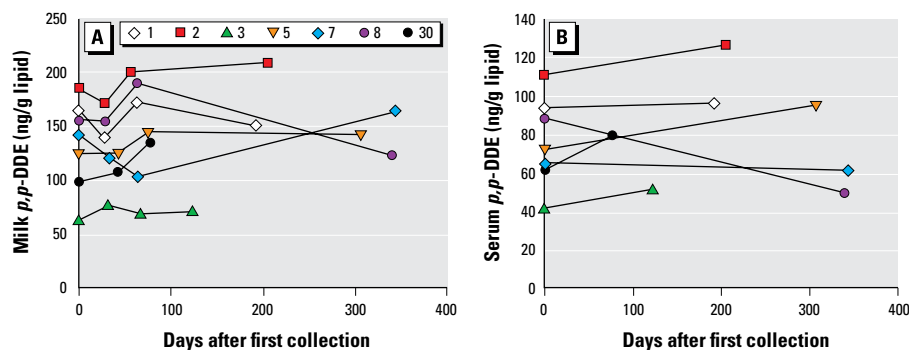 A
1 2 3 5 7 8 30
250
200
150
100
50
0
0 100 200 300 400
Milk p,p-DDE (ng/g lipid)
Days after first collection
B
140
120
100
80
60
40
20
0
0 100 200 300 400
Serum p,p-DDE (ng/g lipid)
Days after first collection